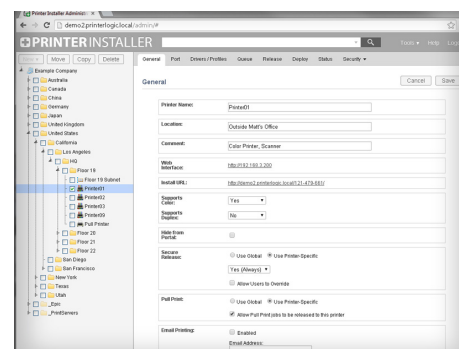 Printer Installer Administr
demo2.printerlogic.local/admin/#
PRINTERINSTALLER
Tools Help Logo
New Move Copy Delete
General Port Drivers / Profiles Queue Release Deploy Status Security
General
Cancel Save
Example Company
Australia
Canada
China
Germany
Japan
United Kingdom
United States
California
Los Angeles
HQ
Floor 19
Floor 19 Subnet
Printer01
Printer02
Printer03
Printer09
Pull Printer
Floor 20
Floor 21
Floor 22
San Diego
San Francisco
New York
Texas
Utah
_Epic
_PrintServers
Printer Name: Printer01
Location: Outside Matt's Office
Comment: Color Printer, Scanner
Web Interface: http://192.168.3.200
Install URL: http://demo2.printerlogic.local/121-479-681/
Supports Color: Yes
Supports Duplex: No
Hide from Portal:
Secure Release: Use Global Use Printer-Specific
Yes (Always)
Allow Users to Override
Pull Print: Use Global Use Printer-Specific
Allow Pull Print jobs to be released to this printer
Email Printing: Enabled
Email Address: